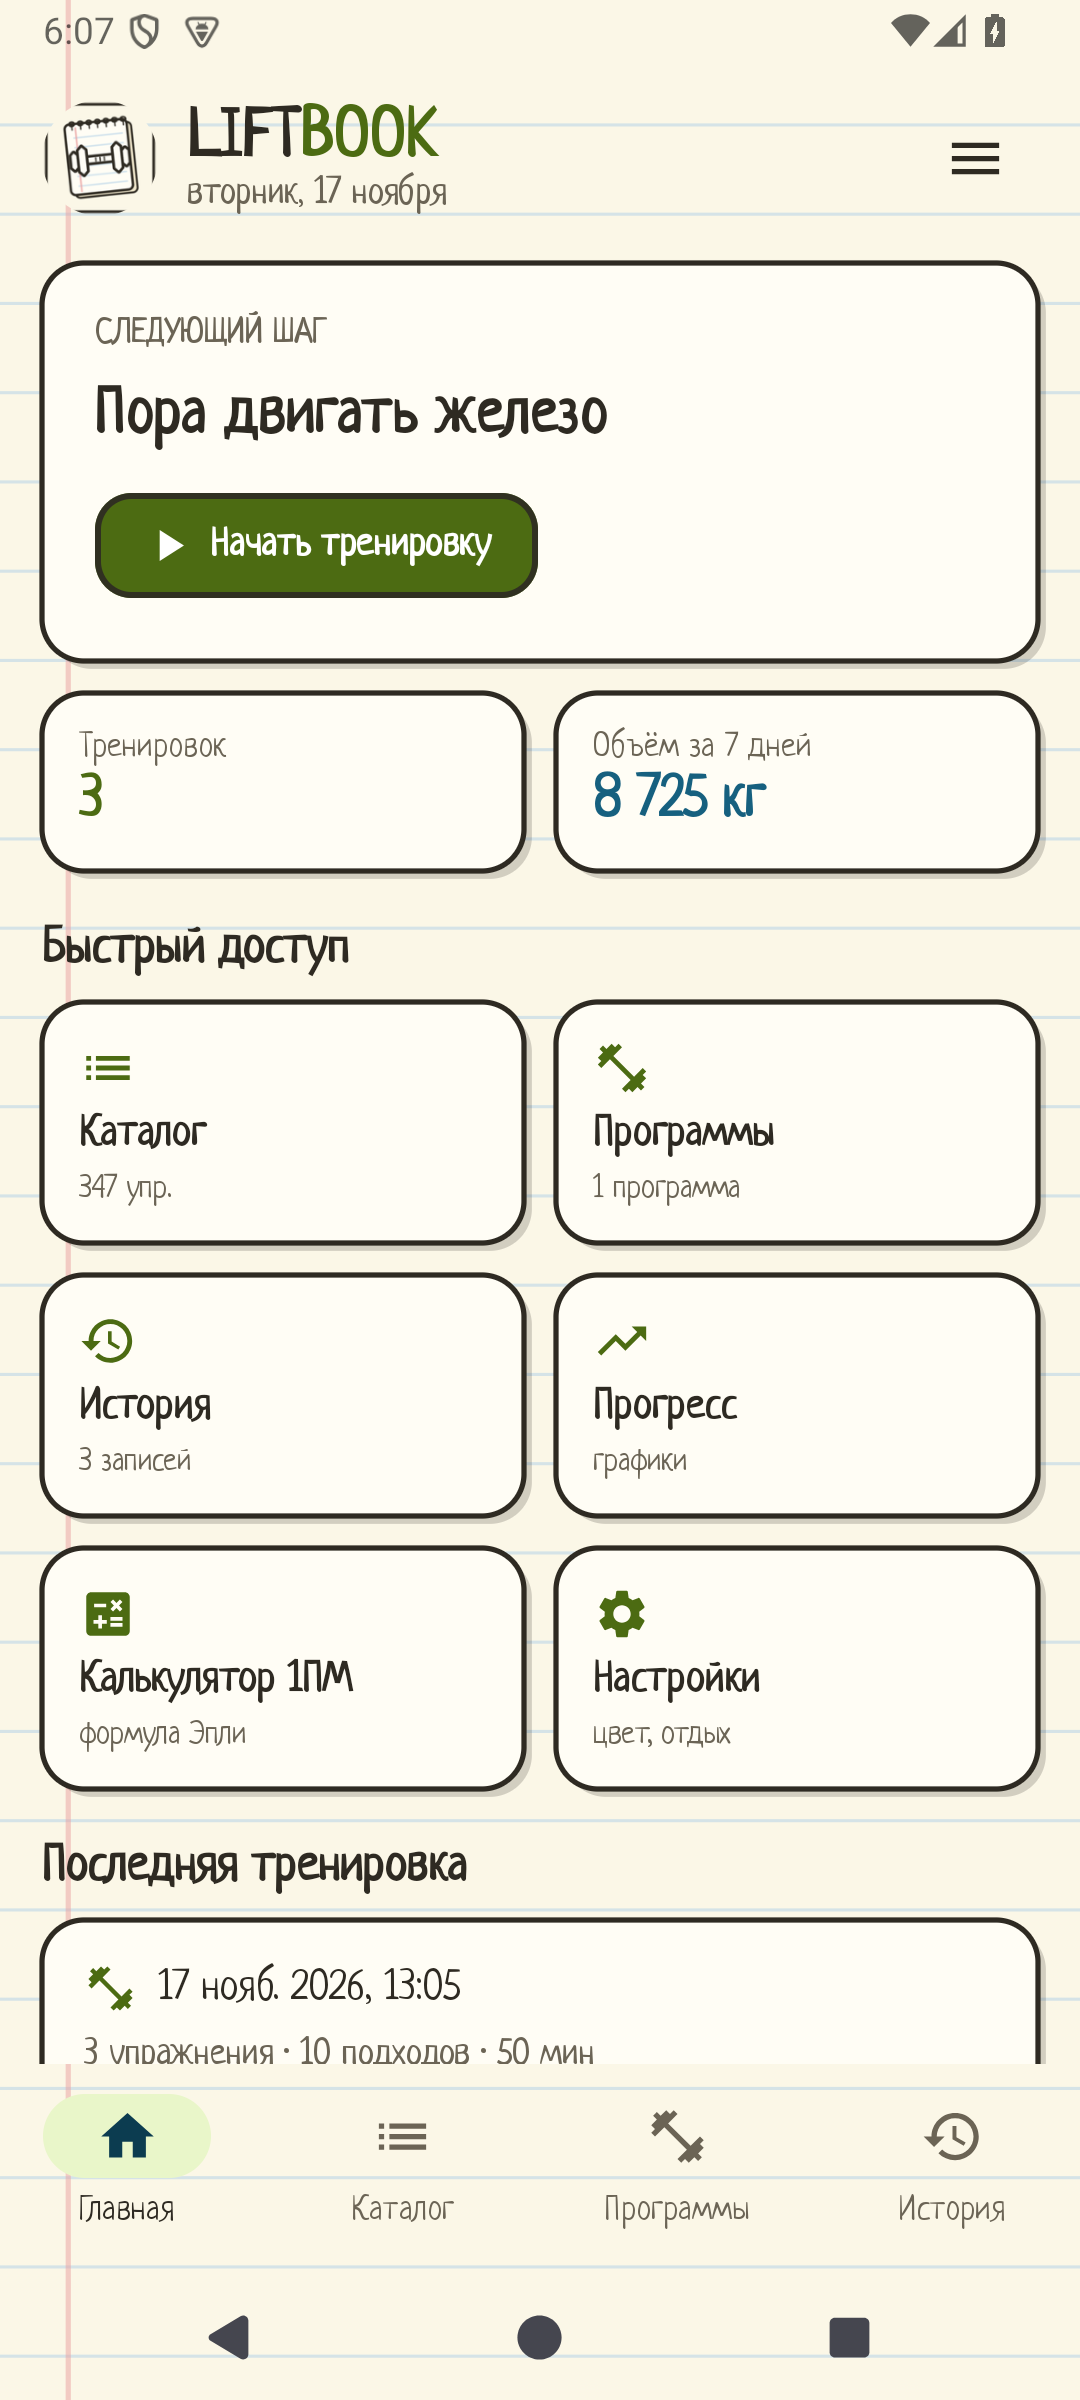 6:07
LIFTBOOK
вторник, 17 ноября
СЛЕДУЮЩИЙ ШАГ
Пора двигать железо
Начать тренировку
Тренировок
3
Объём за 7 дней
8 725 кг
Быстрый доступ
Каталог
347 упр.
Программы
1 программа
История
3 записей
Прогресс
графики
Калькулятор 1ПМ
формула Эпли
Настройки
цвет, отдых
Последняя тренировка
17 нояб. 2026, 13:05
3 упражнения · 10 подходов · 50 мин
Главная
Каталог
Программы
История